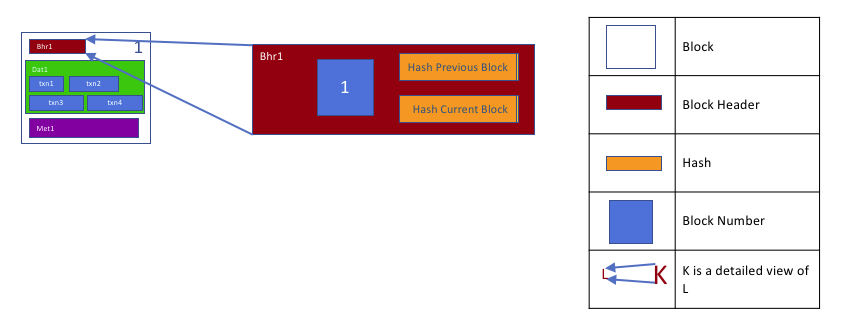 Bhr1
1
Dat1
txn1 txn2
txn3 txn4
Met1
Bhr1
1
Hash Previous Block
Hash Current Block
Block
Block Header
Hash
Block Number
L K
K is a detailed view of
L